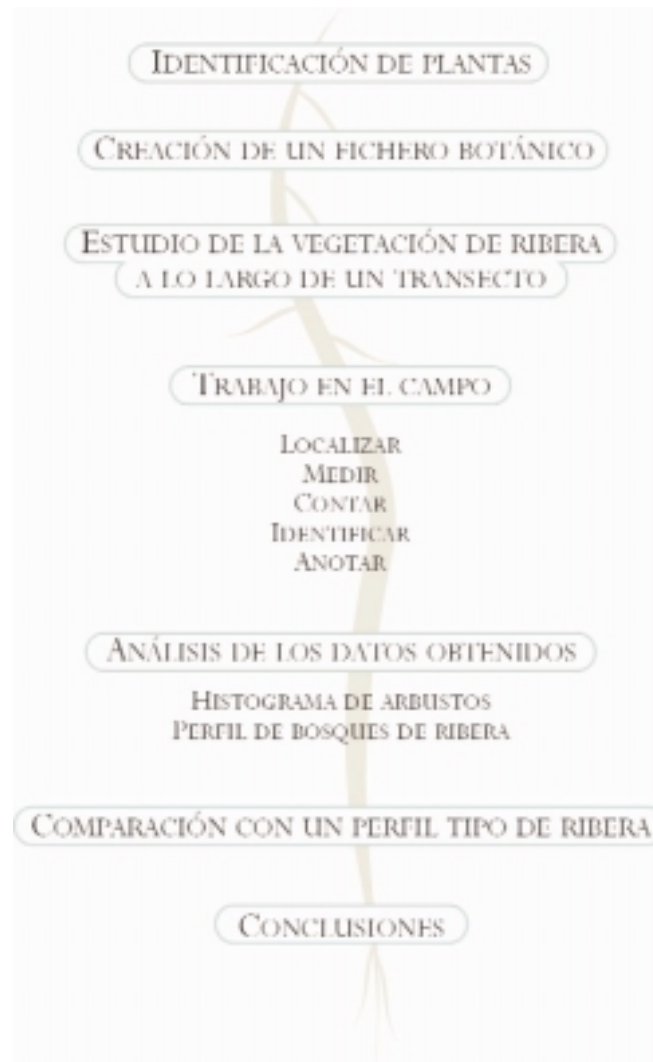 IDENTIFICACIÓN DE PLANTAS
CREACIÓN DE UN FICHERO BOTÁNICO
ESTUDIO DE LA VEGETACIÓN DE RIBERA
A LO LARGO DE UN TRANSECTO
TRABAJO EN EL CAMPO
LOCALIZAR
MEDIR
CONTAR
IDENTIFICAR
ANOTAR
ANÁLISIS DE LOS DATOS OBTENIDOS
HISTOGRAMA DE ARBUSTOS
PERFIL DE BOSQUES DE RIBERA
COMPARACIÓN CON UN PERFIL TIPO DE RIBERA
CONCLUSIONES